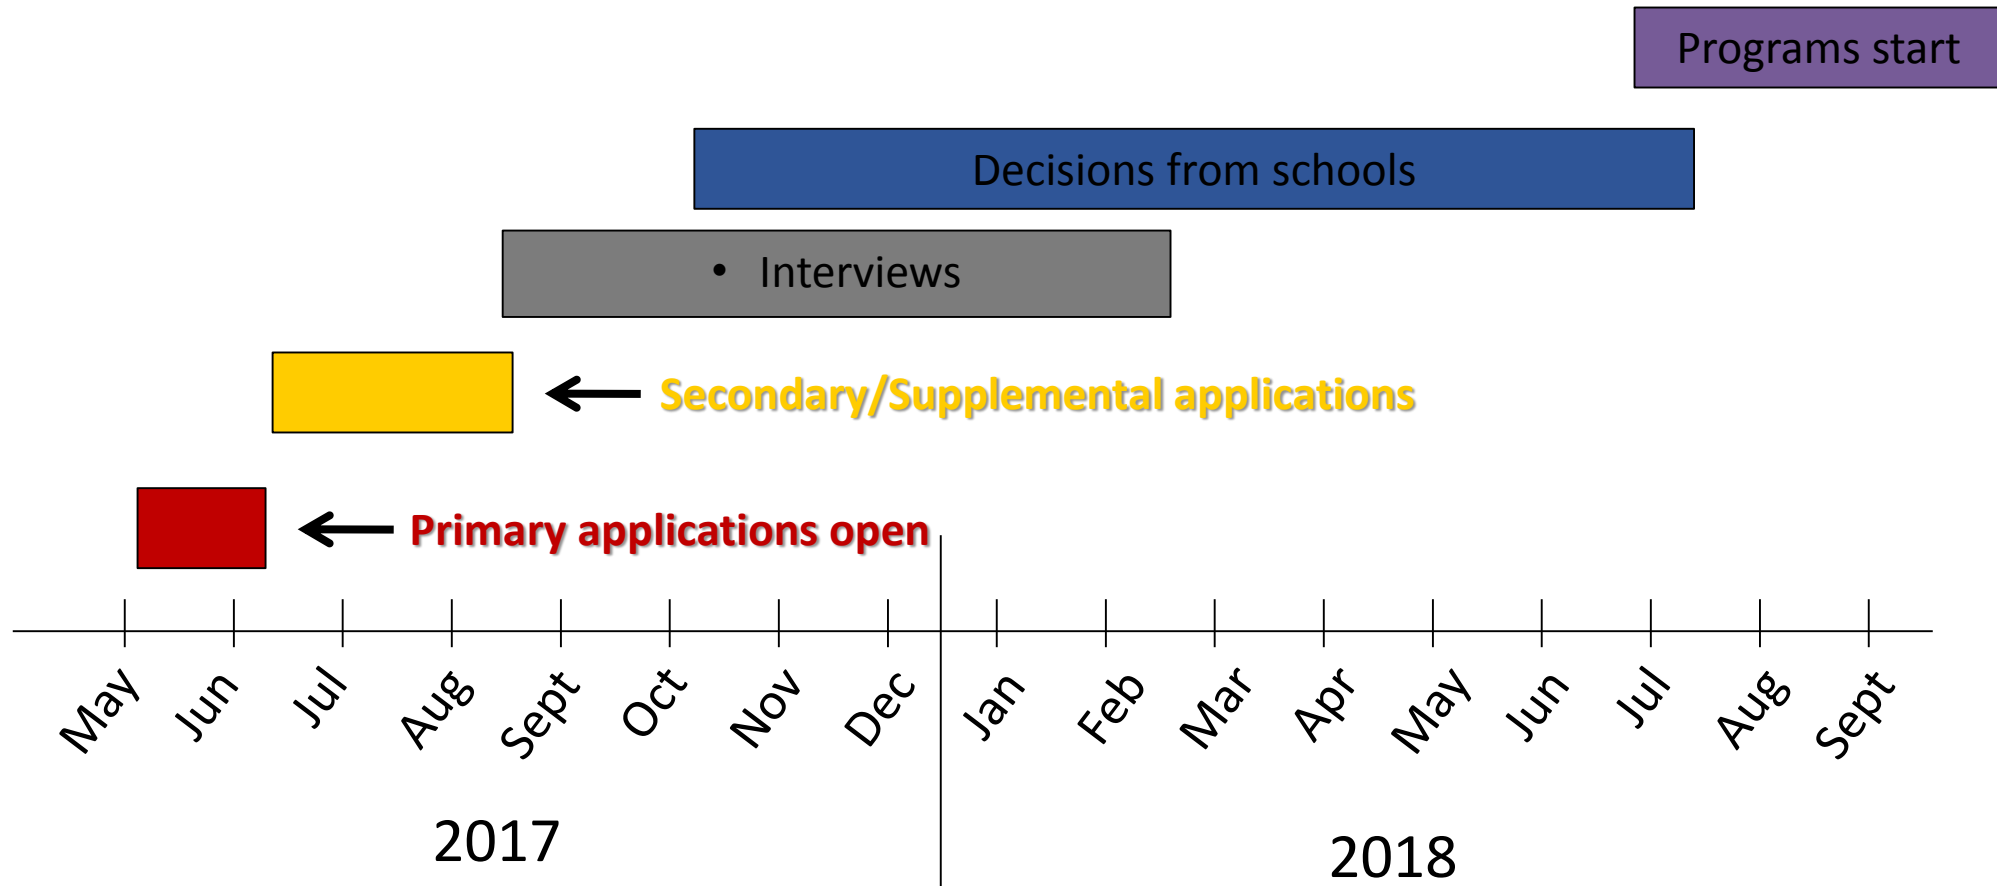 Programs start
Decisions from schools
• Interviews
Secondary/Supplemental applications
Primary applications open
May Jun Jul Aug Sept Oct Nov Dec Jan Feb Mar Apr May Jun Jul Aug Sept
2017 2018